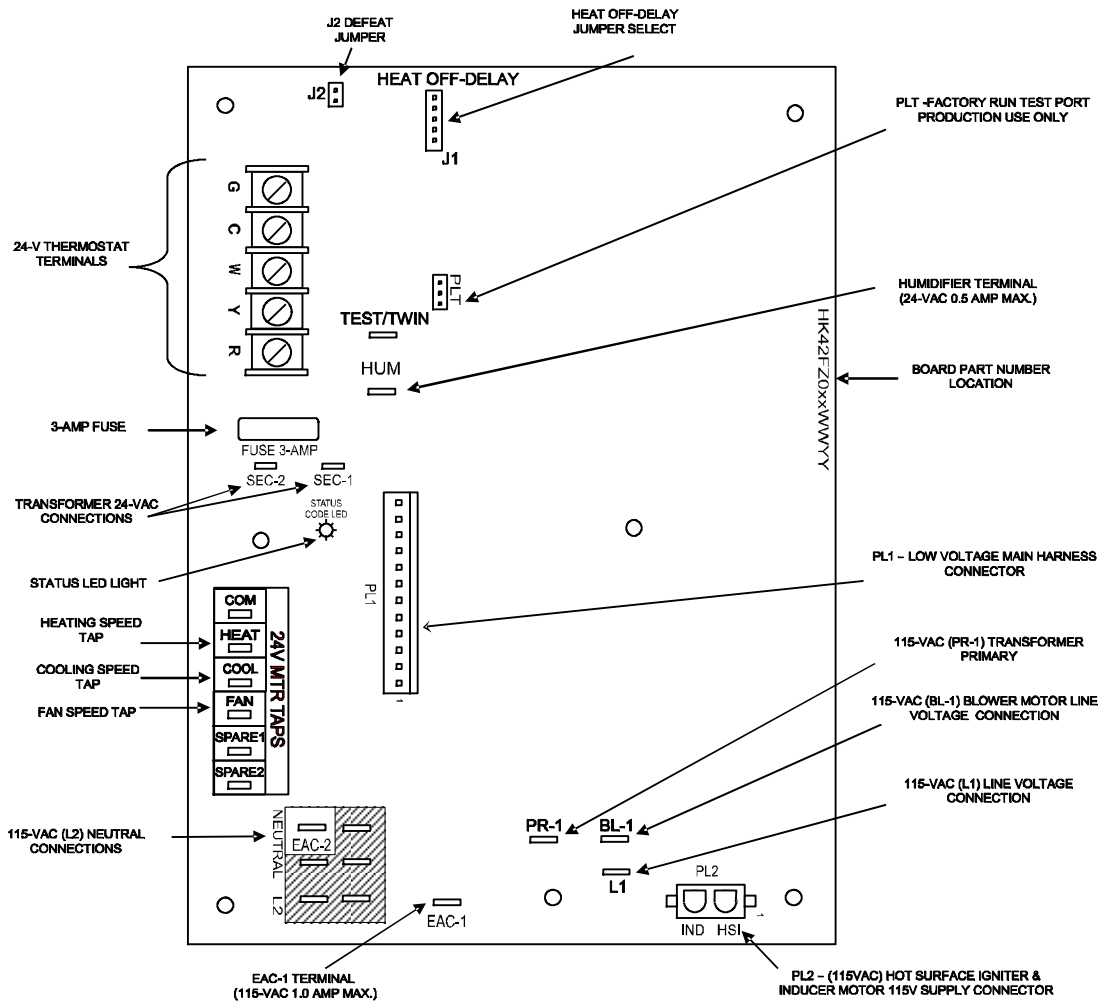 J2 DEFEAT
JUMPER
HEAT OFF-DELAY
JUMPER SELECT
HEAT OFF-DELAY
J2
J1
PLT -FACTORY RUN TEST PORT
PRODUCTION USE ONLY
24-V THERMOSTAT
TERMINALS
G
C
W
Y
R
PLT
TEST/TWIN
HUM
HUMIDIFIER TERMINAL
(24-VAC 0.5 AMP MAX.)
HK42FZ0xxWWYY
BOARD PART NUMBER
LOCATION
3-AMP FUSE
FUSE 3-AMP
SEC-2
SEC-1
TRANSFORMER 24-VAC
CONNECTIONS
STATUS
CODE LED
STATUS LED LIGHT
PL1
1
PL1 – LOW VOLTAGE MAIN HARNESS
CONNECTOR
HEATING SPEED
TAP
COOLING SPEED
TAP
FAN SPEED TAP
COM
HEAT
COOL
FAN
SPARE1
SPARE2
24V MTR TAPS
115-VAC (PR-1) TRANSFORMER
PRIMARY
115-VAC (BL-1) BLOWER MOTOR LINE
VOLTAGE CONNECTION
115-VAC (L1) LINE VOLTAGE
CONNECTION
115-VAC (L2) NEUTRAL
CONNECTIONS
NEUTRAL
L2
EAC-2
EAC-1
PR-1
BL-1
L1
PL2
1
IND
HSI
EAC-1 TERMINAL
(115-VAC 1.0 AMP MAX.)
PL2 – (115VAC) HOT SURFACE IGNITER &
INDUCER MOTOR 115V SUPPLY CONNECTOR